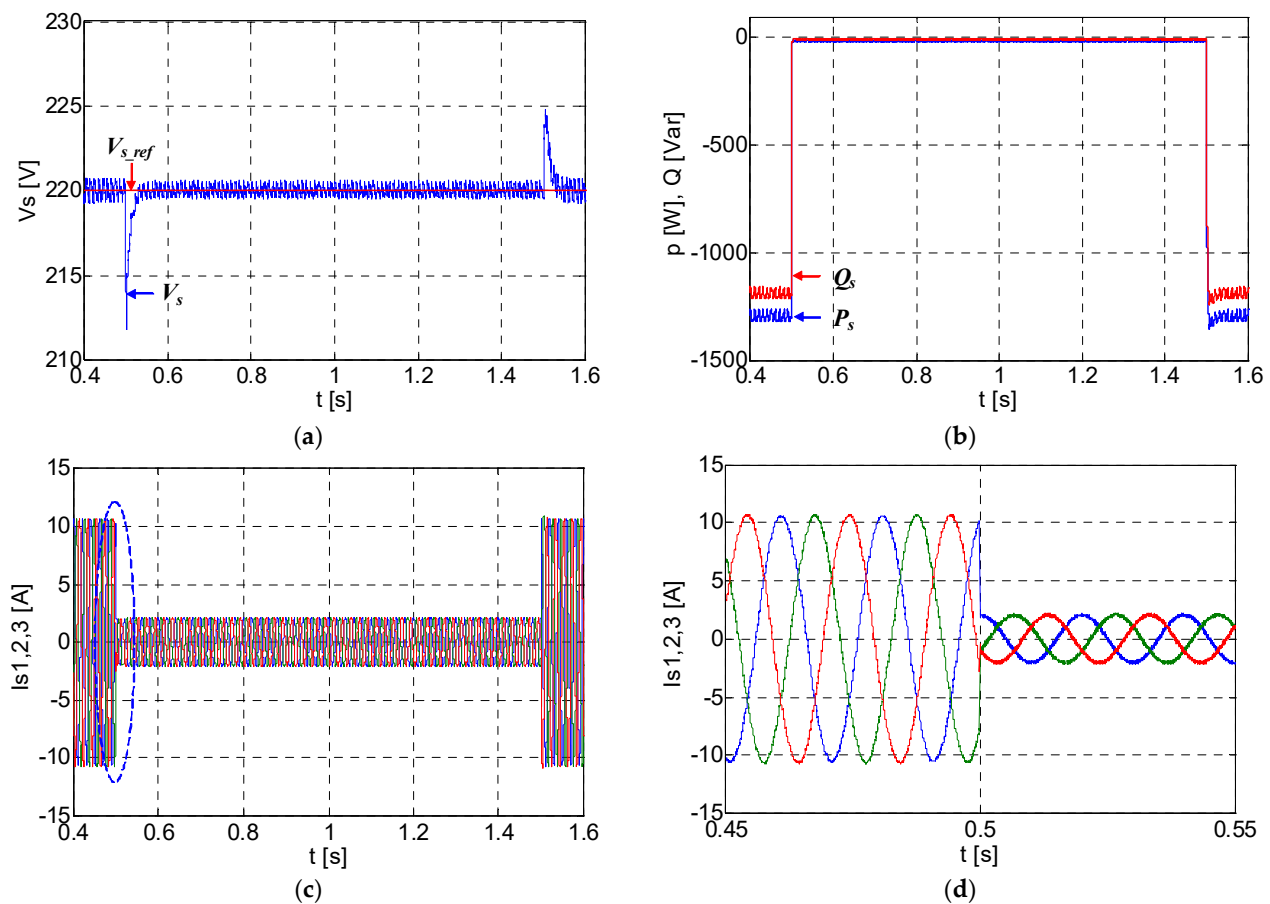 230
225
220
215
210
Vs [V]
V_s_ref
V_s
0.4 0.6 0.8 1 1.2 1.4 1.6
t [s]
(a)
0
-500
-1000
-1500
p [W], Q [Var]
Q_s
P_s
0.4 0.6 0.8 1 1.2 1.4 1.6
t [s]
(b)
15
10
5
0
-5
-10
-15
Is1,2,3 [A]
0.4 0.6 0.8 1 1.2 1.4 1.6
t [s]
(c)
15
10
5
0
-5
-10
-15
Is1,2,3 [A]
0.45 0.5 0.55
t [s]
(d)